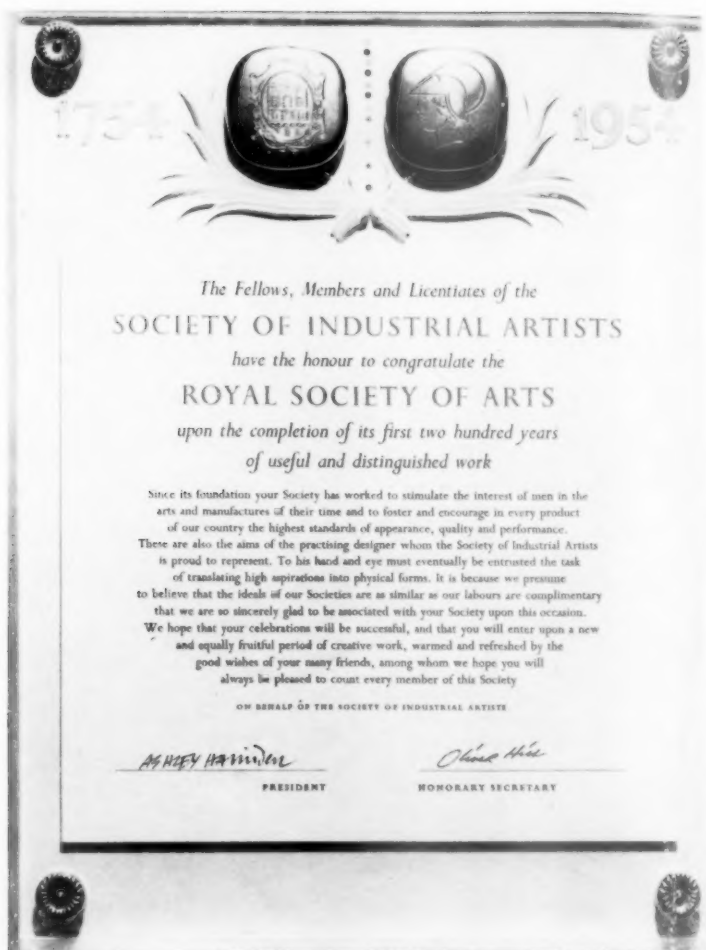 1754 1954
The Fellows, Members and Licentiates of the
SOCIETY OF INDUSTRIAL ARTISTS
have the honour to congratulate the
ROYAL SOCIETY OF ARTS
upon the completion of its first two hundred years
of useful and distinguished work
Since its foundation your Society has worked to stimulate the interest of men in the
arts and manufactures of their time and to foster and encourage in every product
of our country the highest standards of appearance, quality and performance.
These are also the aims of the practising designer whom the Society of Industrial Artists
is proud to represent. To his hand and eye must eventually be entrusted the task
of translating high aspirations into physical forms. It is because we presume
to believe that the ideals of our Societies are as similar as our labours are complimentary
that we are so sincerely glad to be associated with your Society upon this occasion.
We hope that your celebrations will be successful, and that you will enter upon a new
and equally fruitful period of creative work, warmed and refreshed by the
good wishes of your many friends, among whom we hope you will
always be pleased to count every member of this Society
ON BEHALF OF THE SOCIETY OF INDUSTRIAL ARTISTS
ASHLEY Hill
PRESIDENT HONORARY SECRETARY